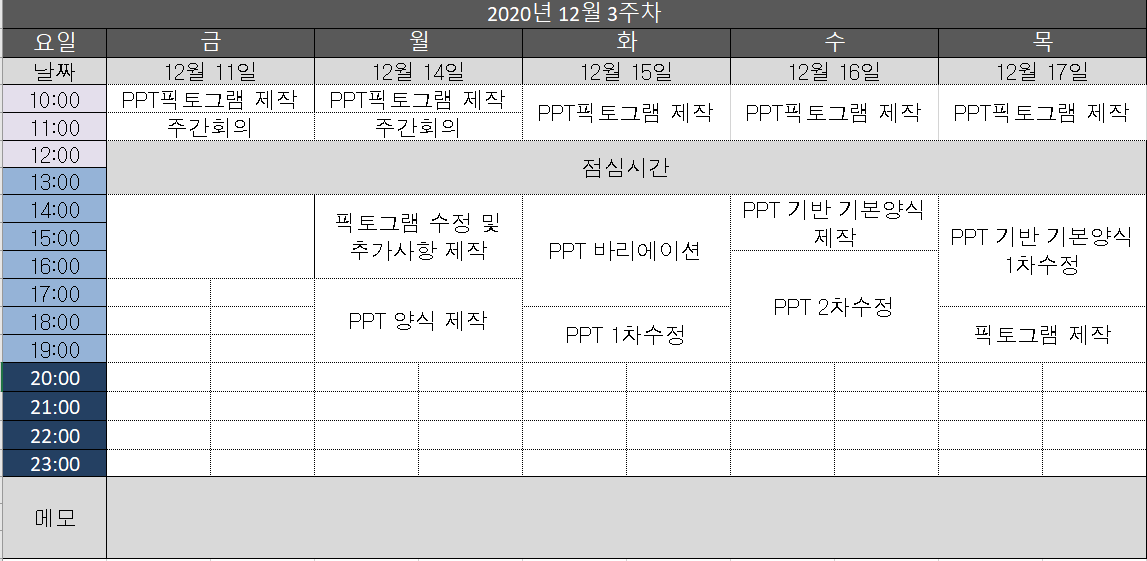 2020년 12월 3주차
요일 금 월 화 수 목
날짜 12월 11일 12월 14일 12월 15일 12월 16일 12월 17일
10:00 PPT픽토그램 제작 PPT픽토그램 제작
PPT픽토그램 제작 PPT픽토그램 제작 PPT픽토그램 제작
11:00 주간회의 주간회의
12:00
점심시간
13:00
14:00
픽토그램 수정 및
추가사항 제작
PPT 바리에이션
PPT 기반 기본양식
제작
PPT 기반 기본양식
1차수정
15:00
16:00
17:00
PPT 양식 제작
PPT 2차수정
18:00
PPT 1차수정
픽토그램 제작
19:00
20:00
21:00
22:00
23:00
메모